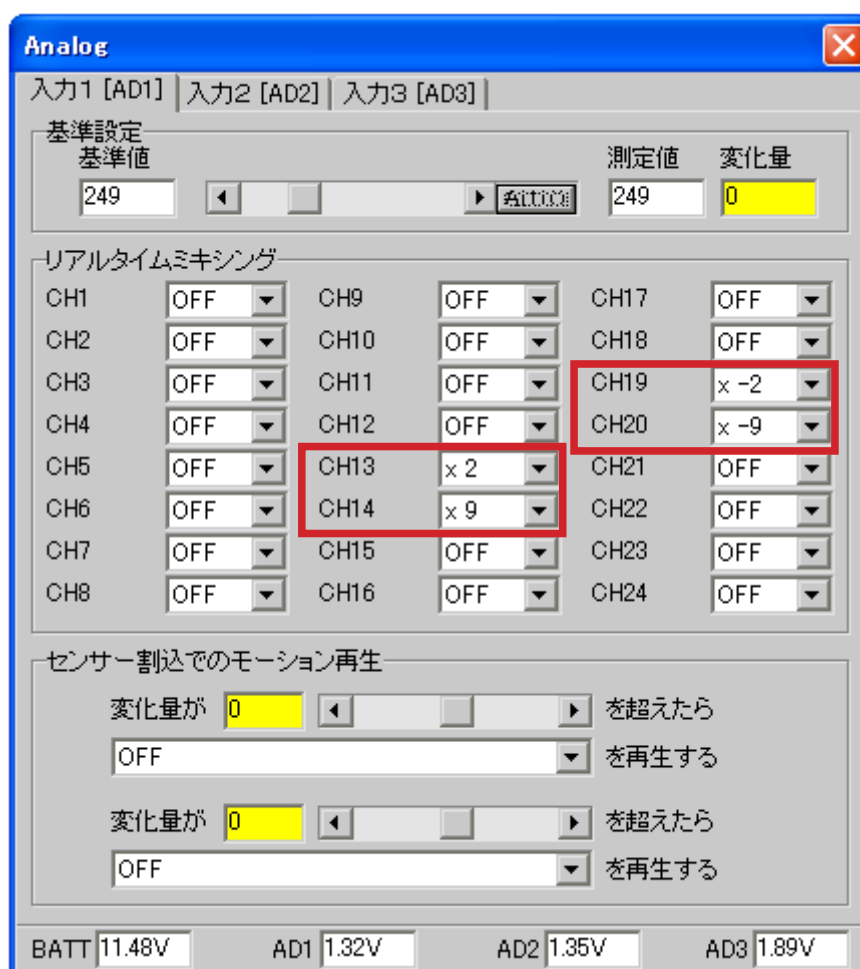 Analog
入力1 [AD1] 入力2 [AD2] 入力3 [AD3]
基準設定
基準値 測定値 変化量
249 249 0
リアルタイムミキシング
CH1 OFF CH9 OFF CH17 OFF
CH2 OFF CH10 OFF CH18 OFF
CH3 OFF CH11 OFF CH19 x -2
CH4 OFF CH12 OFF CH20 x -9
CH5 OFF CH13 x 2 CH21 OFF
CH6 OFF CH14 x 9 CH22 OFF
CH7 OFF CH15 OFF CH23 OFF
CH8 OFF CH16 OFF CH24 OFF
センサー割込でのモーション再生
変化量が 0 を超えたら
OFF を再生する
変化量が 0 を超えたら
OFF を再生する
BATT 11.48V AD1 1.32V AD2 1.35V AD3 1.89V